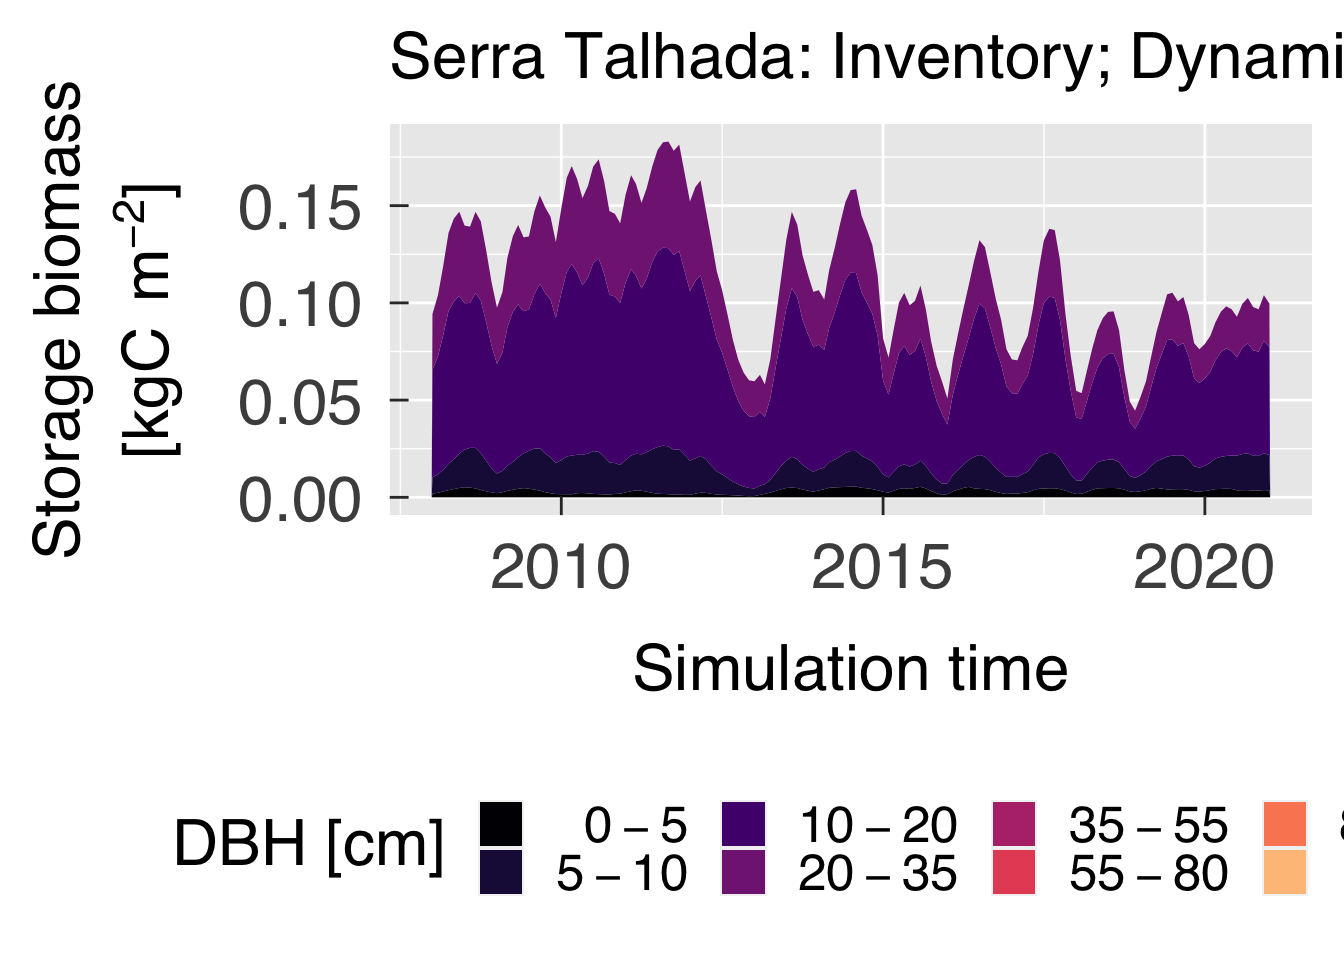 Serra Talhada: Inventory; Dynami
Storage biomass
[kgC m⁻²]
0.15
0.10
0.05
0.00
2010 2015 2020
Simulation time
DBH [cm]
0 – 5 10 – 20 35 – 55
5 – 10 20 – 35 55 – 80